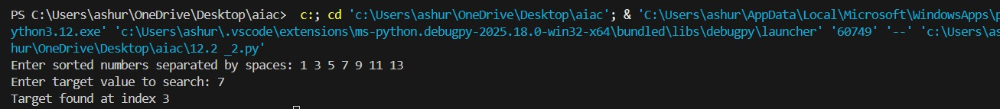 PS C:\Users\ashur\OneDrive\Desktop\aiac>  c:; cd 'c:\Users\ashur\OneDrive\Desktop\aiac'; & 'C:\Users\ashur\AppData\Local\Microsoft\WindowsApps\p
ython3.12.exe' 'c:\Users\ashur\.vscode\extensions\ms-python.debugpy-2025.18.0-win32-x64\bundled\libs\debugpy\launcher' '60749' '--' 'c:\Users\as
hur\OneDrive\Desktop\aiac\12.2 _2.py'
Enter sorted numbers separated by spaces: 1 3 5 7 9 11 13
Enter target value to search: 7
Target found at index 3